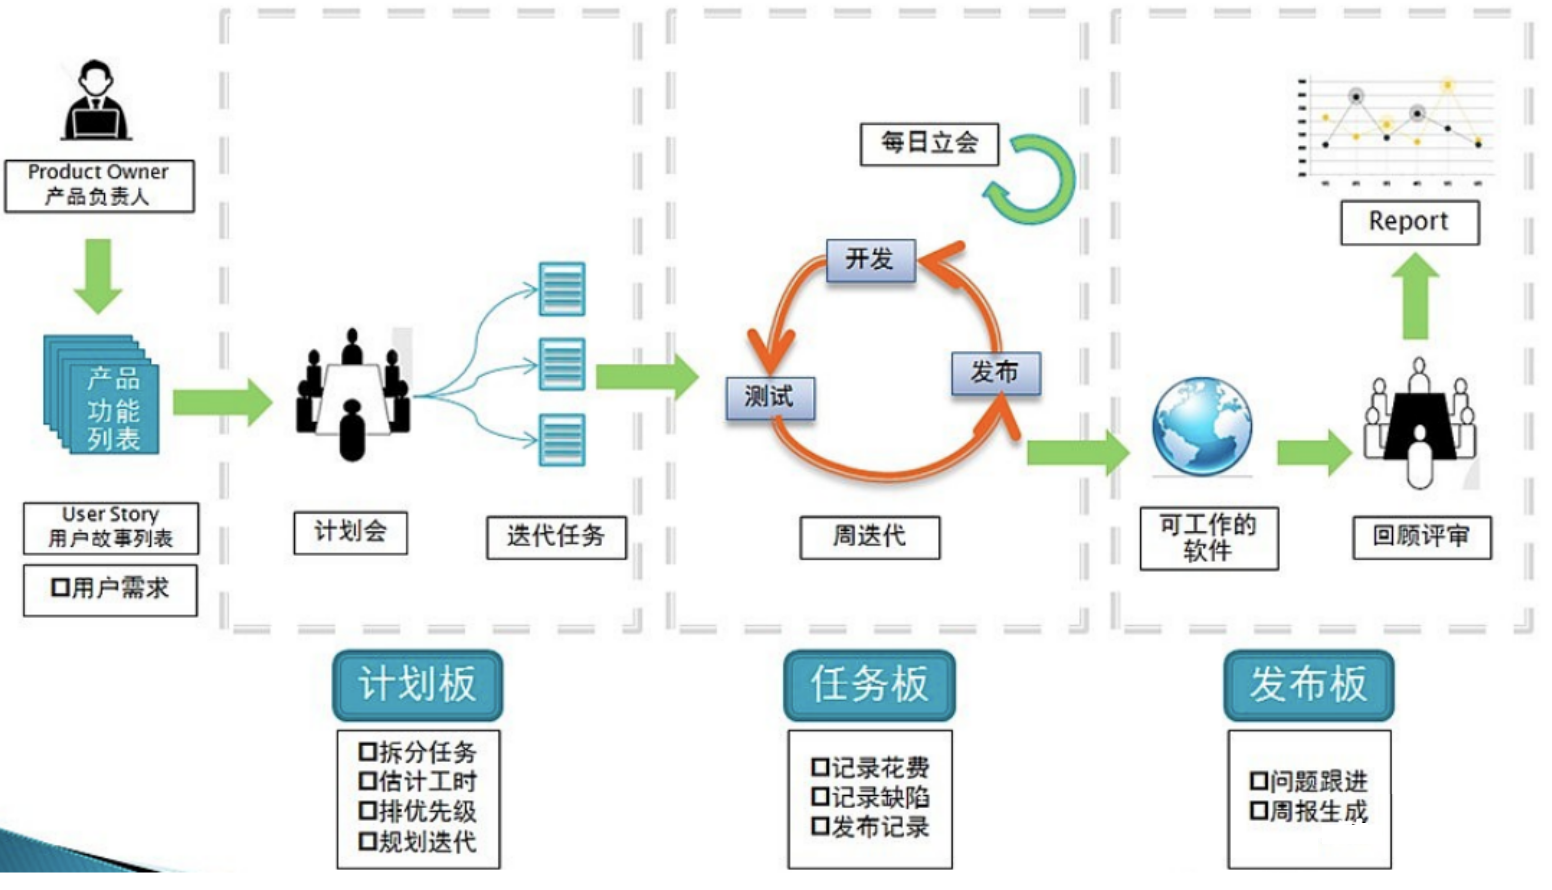 Product Owner
产品负责人
产品
功能
列表
User Story
用户故事列表
用户需求
计划会
迭代任务
计划板
拆分任务
估计工时
排优先级
规划迭代
每日立会
开发
测试
发布
周迭代
任务板
记录花费
记录缺陷
发布记录
Report
可工作的
软件
回顾评审
发布板
问题跟进
周报生成